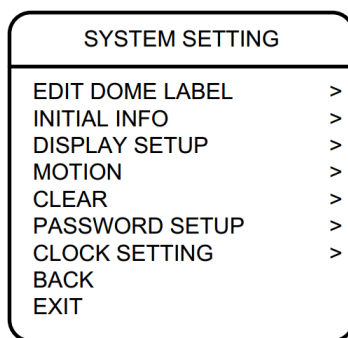 SYSTEM SETTING
EDIT DOME LABEL >
INITIAL INFO >
DISPLAY SETUP >
MOTION >
CLEAR >
PASSWORD SETUP >
CLOCK SETTING >
BACK
EXIT